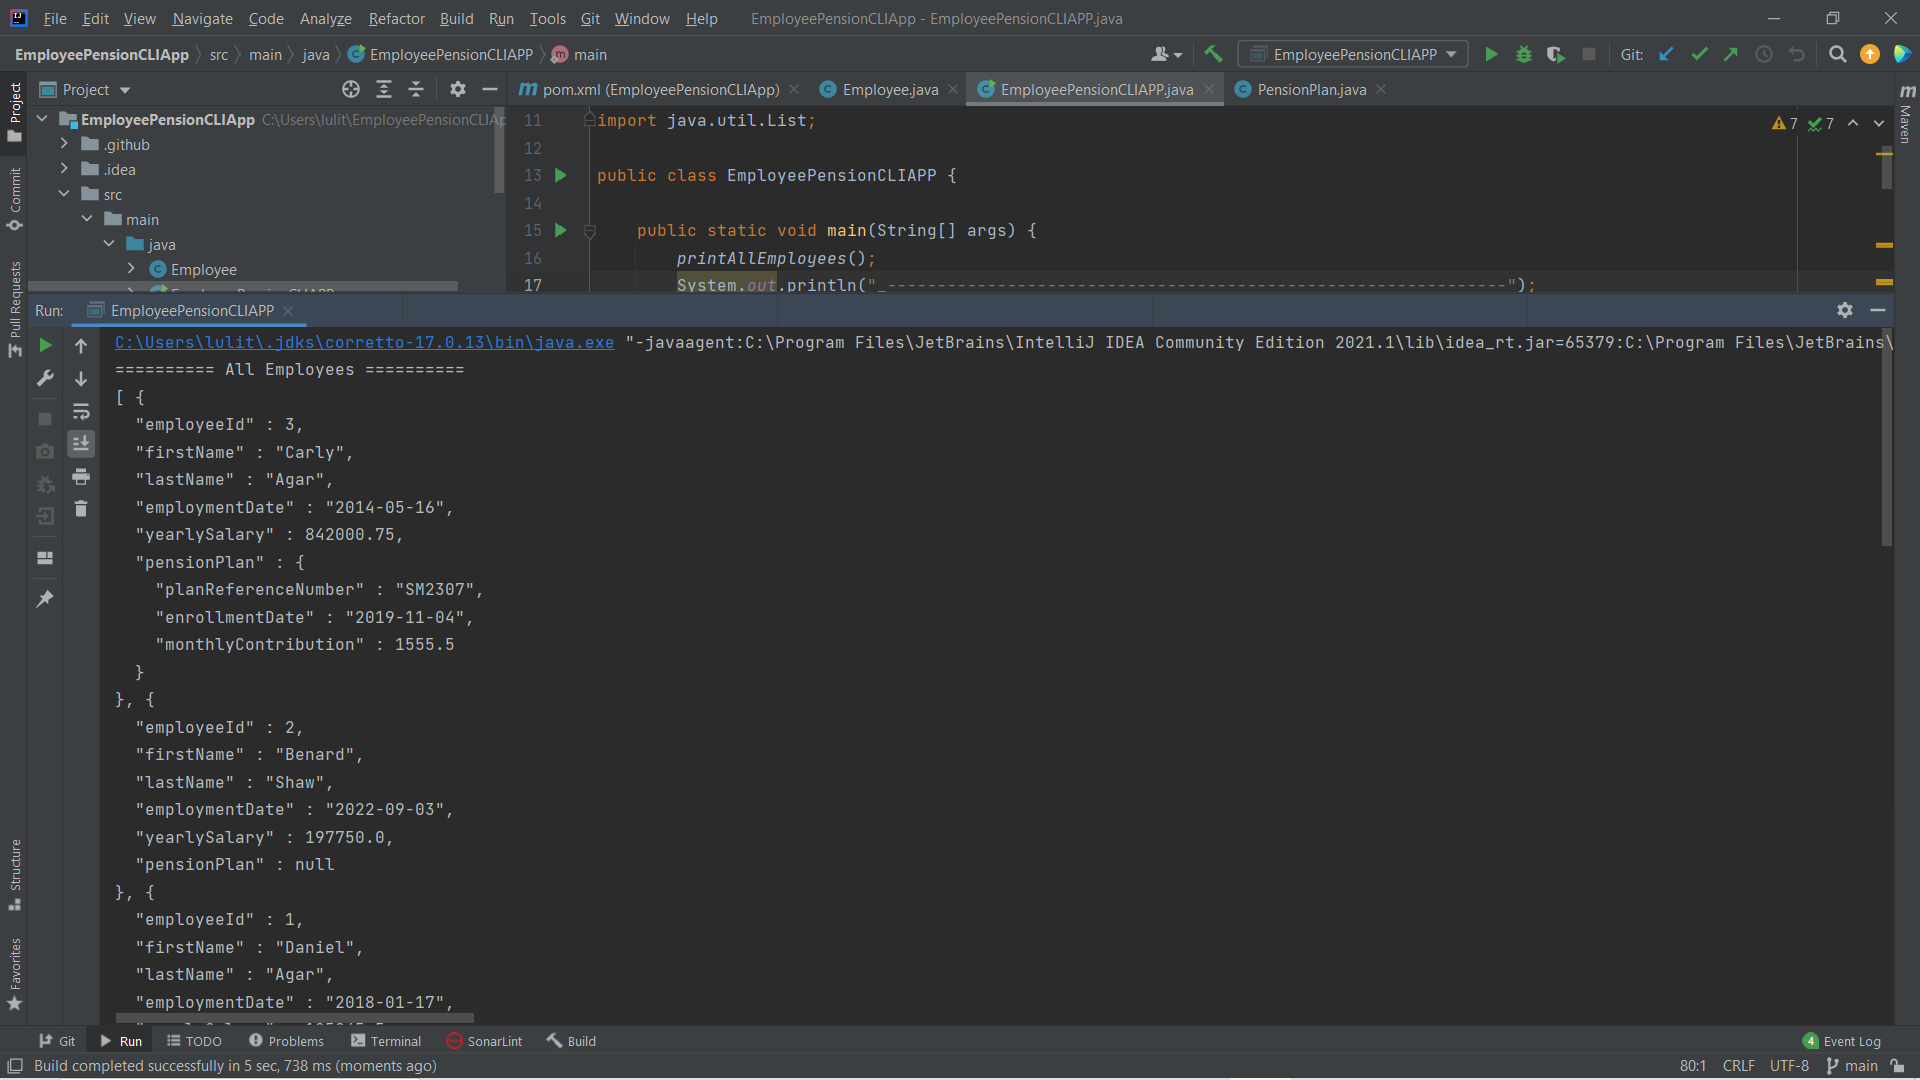 File Edit View Navigate Code Analyze Refactor Build Run Tools Git Window Help EmployeePensionCLIApp - EmployeePensionCLIAPP.java
EmployeePensionCLIApp src main java EmployeePensionCLIAPP main EmployeePensionCLIAPP Git:
Project pom.xml (EmployeePensionCLIApp) Employee.java EmployeePensionCLIAPP.java PensionPlan.java
EmployeePensionCLIApp C:\Users\lulit\EmployeePensionCLIAp
.github
.idea
src
main
java
Employee
11 import java.util.List;
12
13 public class EmployeePensionCLIAPP {
14
15 public static void main(String[] args) {
16 printAllEmployees();
17 System.out.println("_--------------------------------------------------------------");
7 7
Project
Commit
Pull Requests
Structure
Favorites
Maven
Run: EmployeePensionCLIAPP
C:\Users\lulit\.jdks\corretto-17.0.13\bin\java.exe "-javaagent:C:\Program Files\JetBrains\IntelliJ IDEA Community Edition 2021.1\lib\idea_rt.jar=65379:C:\Program Files\JetBrains\
========== All Employees ==========
[ {
"employeeId" : 3,
"firstName" : "Carly",
"lastName" : "Agar",
"employmentDate" : "2014-05-16",
"yearlySalary" : 842000.75,
"pensionPlan" : {
"planReferenceNumber" : "SM2307",
"enrollmentDate" : "2019-11-04",
"monthlyContribution" : 1555.5
}
}, {
"employeeId" : 2,
"firstName" : "Benard",
"lastName" : "Shaw",
"employmentDate" : "2022-09-03",
"yearlySalary" : 197750.0,
"pensionPlan" : null
}, {
"employeeId" : 1,
"firstName" : "Daniel",
"lastName" : "Agar",
"employmentDate" : "2018-01-17",
Git Run TODO Problems Terminal SonarLint Build 4 Event Log
Build completed successfully in 5 sec, 738 ms (moments ago) 80:1 CRLF UTF-8 main